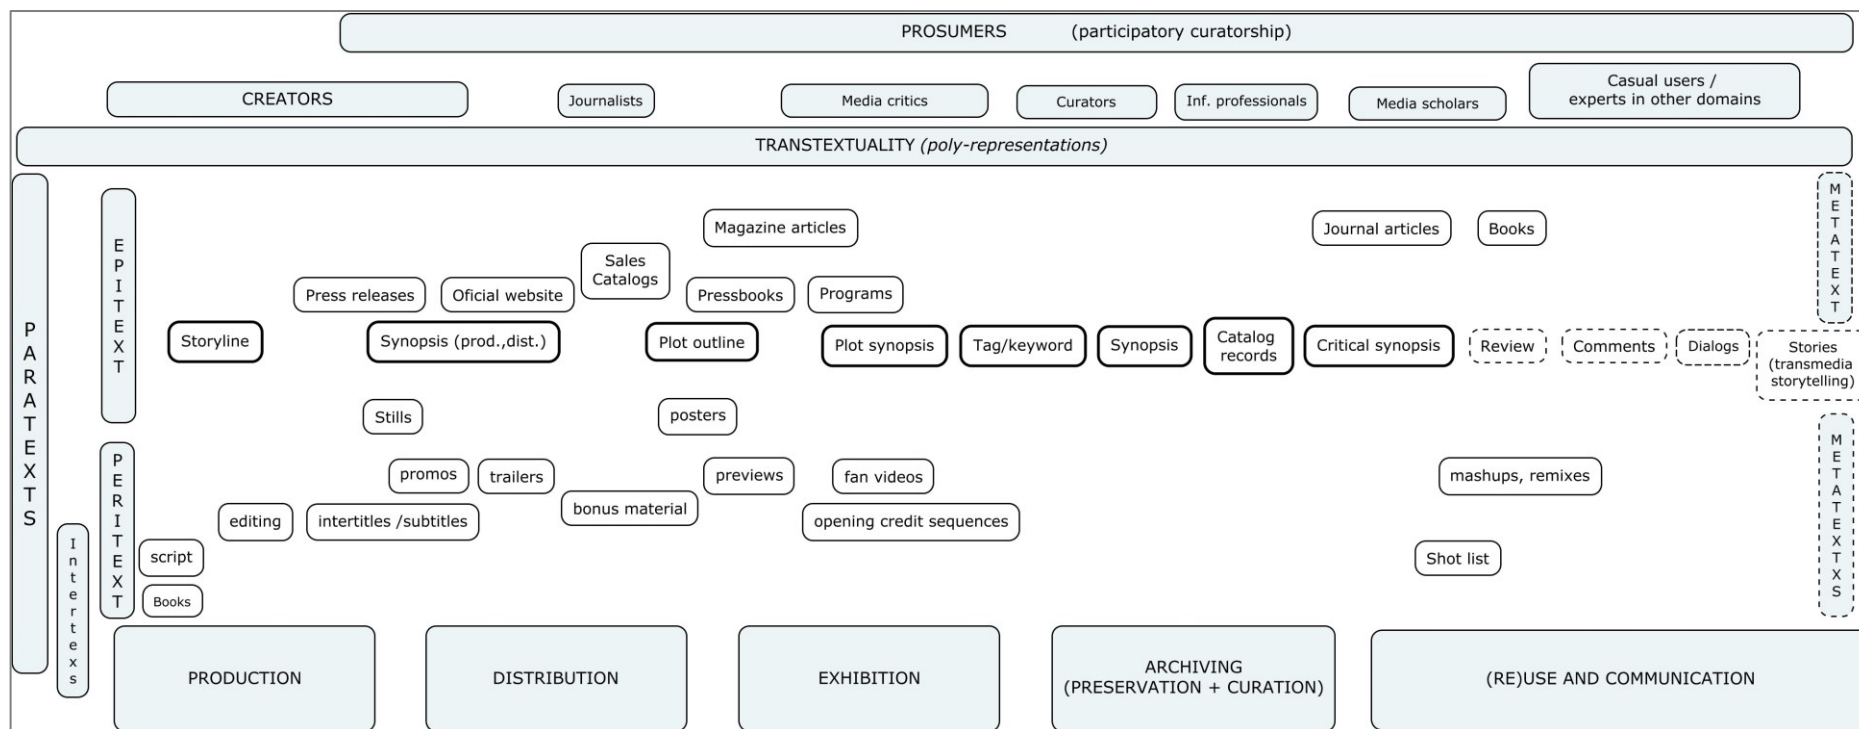 PROSUMERS (participatory curatorship)
CREATORS
Journalists
Media critics
Curators
Inf. professionals
Media scholars
Casual users /
experts in other domains
TRANSTEXTUALITY (poly-representations)
PARATEXTS
Intertexs
EPITEXT
PERITEXT
METATEXT
METATEXTXS
Magazine articles
Journal articles
Books
Sales
Catalogs
Press releases
Oficial website
Pressbooks
Programs
Storyline
Synopsis (prod.,dist.)
Plot outline
Plot synopsis
Tag/keyword
Synopsis
Catalog
records
Critical synopsis
Review
Comments
Dialogs
Stories
(transmedia
storytelling)
Stills
posters
promos
trailers
previews
fan videos
mashups, remixes
bonus material
editing
intertitles /subtitles
opening credit sequences
script
Shot list
Books
PRODUCTION
DISTRIBUTION
EXHIBITION
ARCHIVING
(PRESERVATION + CURATION)
(RE)USE AND COMMUNICATION